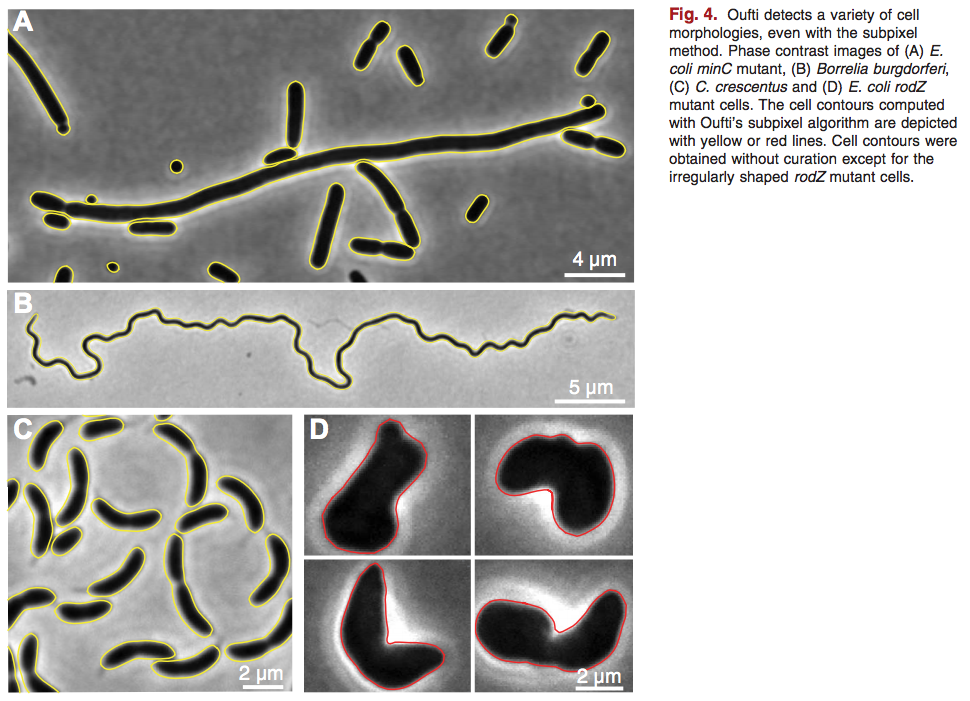 A
4 µm
Fig. 4. Oufti detects a variety of cell
morphologies, even with the subpixel
method. Phase contrast images of (A) E.
coli minC mutant, (B) Borrelia burgdorferi,
(C) C. crescentus and (D) E. coli rodZ
mutant cells. The cell contours computed
with Oufti's subpixel algorithm are depicted
with yellow or red lines. Cell contours were
obtained without curation except for the
irregularly shaped rodZ mutant cells.
B
5 µm
C
2 µm
D
2 µm